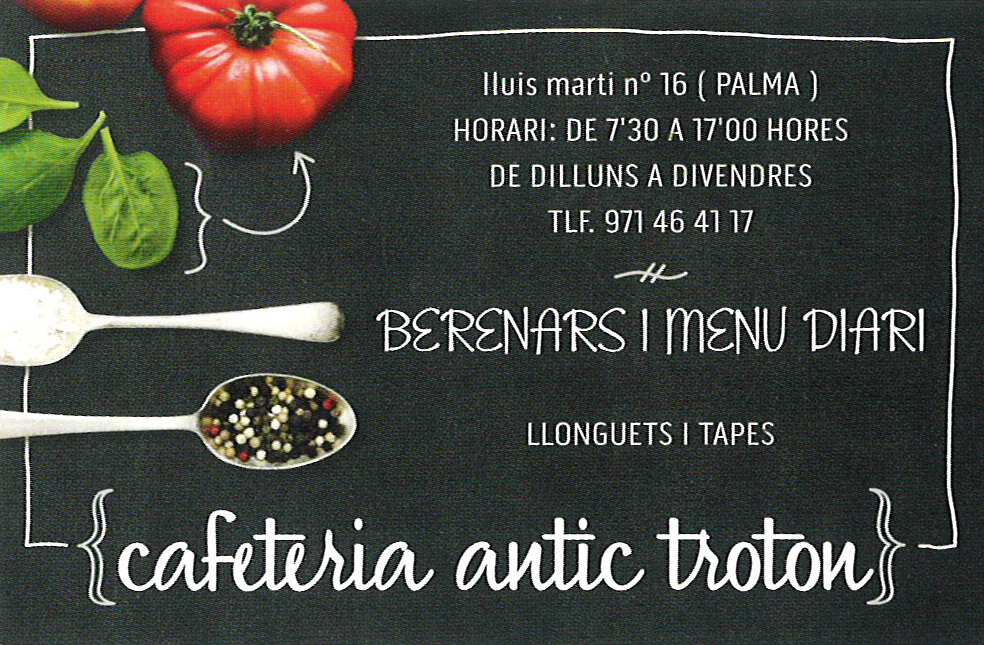 lluis marti nº 16 ( PALMA )
HORARI: DE 7'30 A 17'00 HORES
DE DILLUNS A DIVENDRES
TLF. 971 46 41 17
BERENARS I MENU DIARI
LLONGUETS I TAPES
cafeteria antic troton